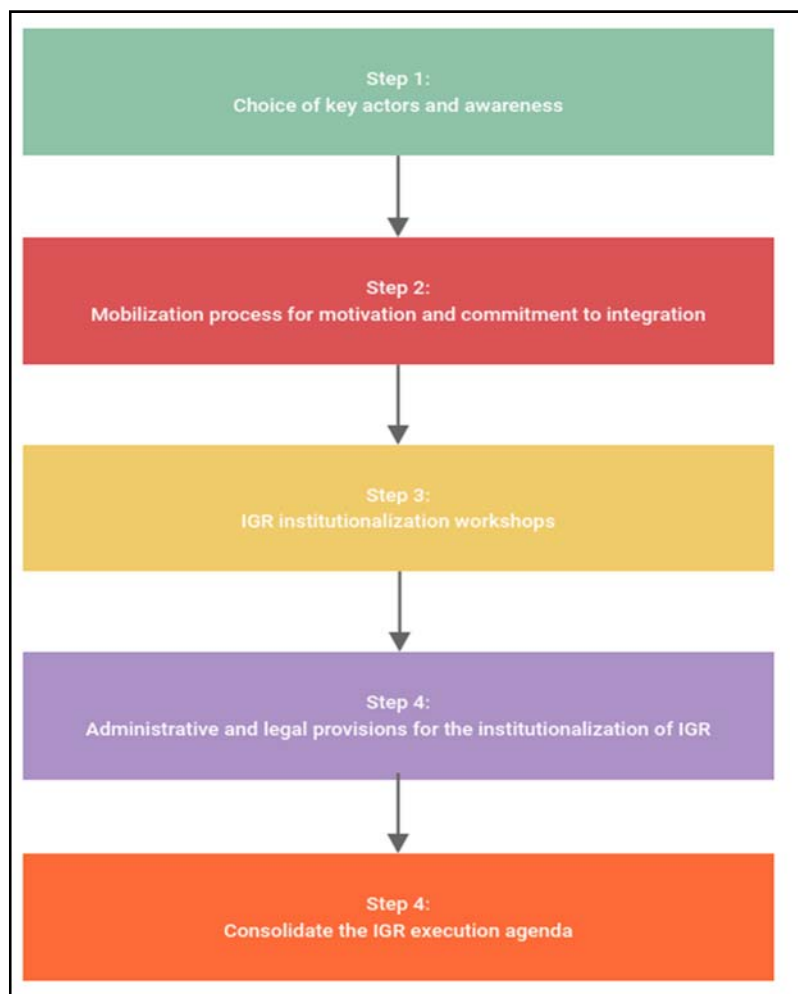 Step 1:
Choice of key actors and awareness
Step 2:
Mobilization process for motivation and commitment to integration
Step 3:
IGR institutionalization workshops
Step 4:
Administrative and legal provisions for the institutionalization of IGR
Step 4:
Consolidate the IGR execution agenda